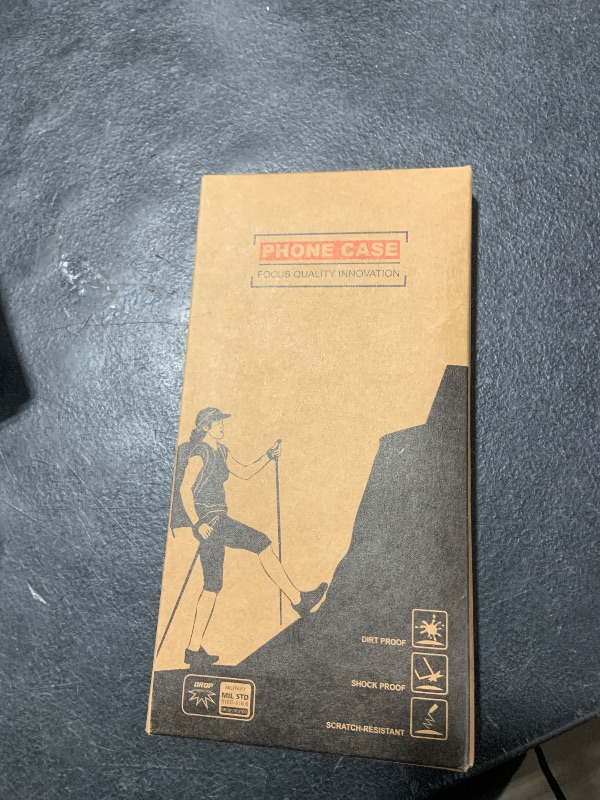 PHONE CASE
FOCUS QUALITY INNOVATION
DIRT PROOF
SHOCK PROOF
SCRATCH-RESISTANT
DROP
MILITARY
MIL STD